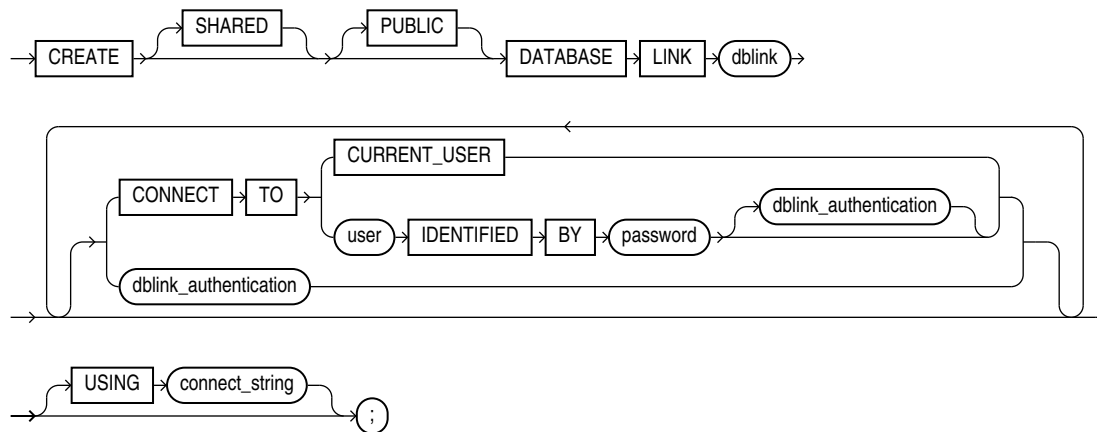 SHARED PUBLIC
CREATE DATABASE LINK dblink
CURRENT_USER
CONNECT TO dblink_authentication
user IDENTIFIED BY password
dblink_authentication
USING connect_string
;